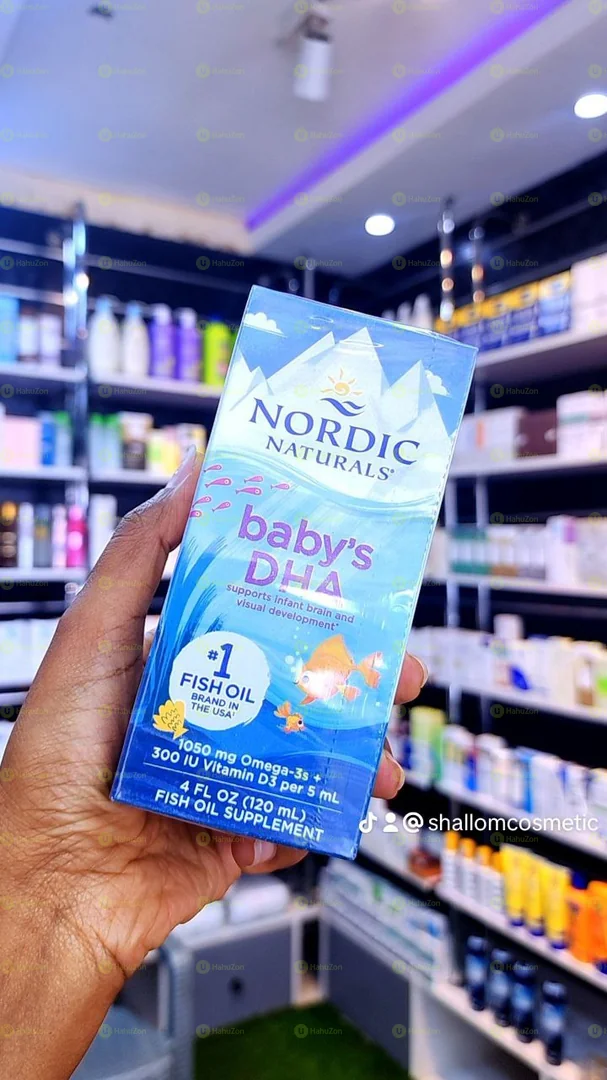 NORDIC
NATURALS®
baby's
DHA
supports infant brain and
visual development*
#1
FISH OIL
BRAND IN
THE USA‡
1050 mg Omega-3s +
300 IU Vitamin D3 per 5 mL
4 FL OZ (120 mL)
FISH OIL SUPPLEMENT
@ shallomcosmetic
HahuZon